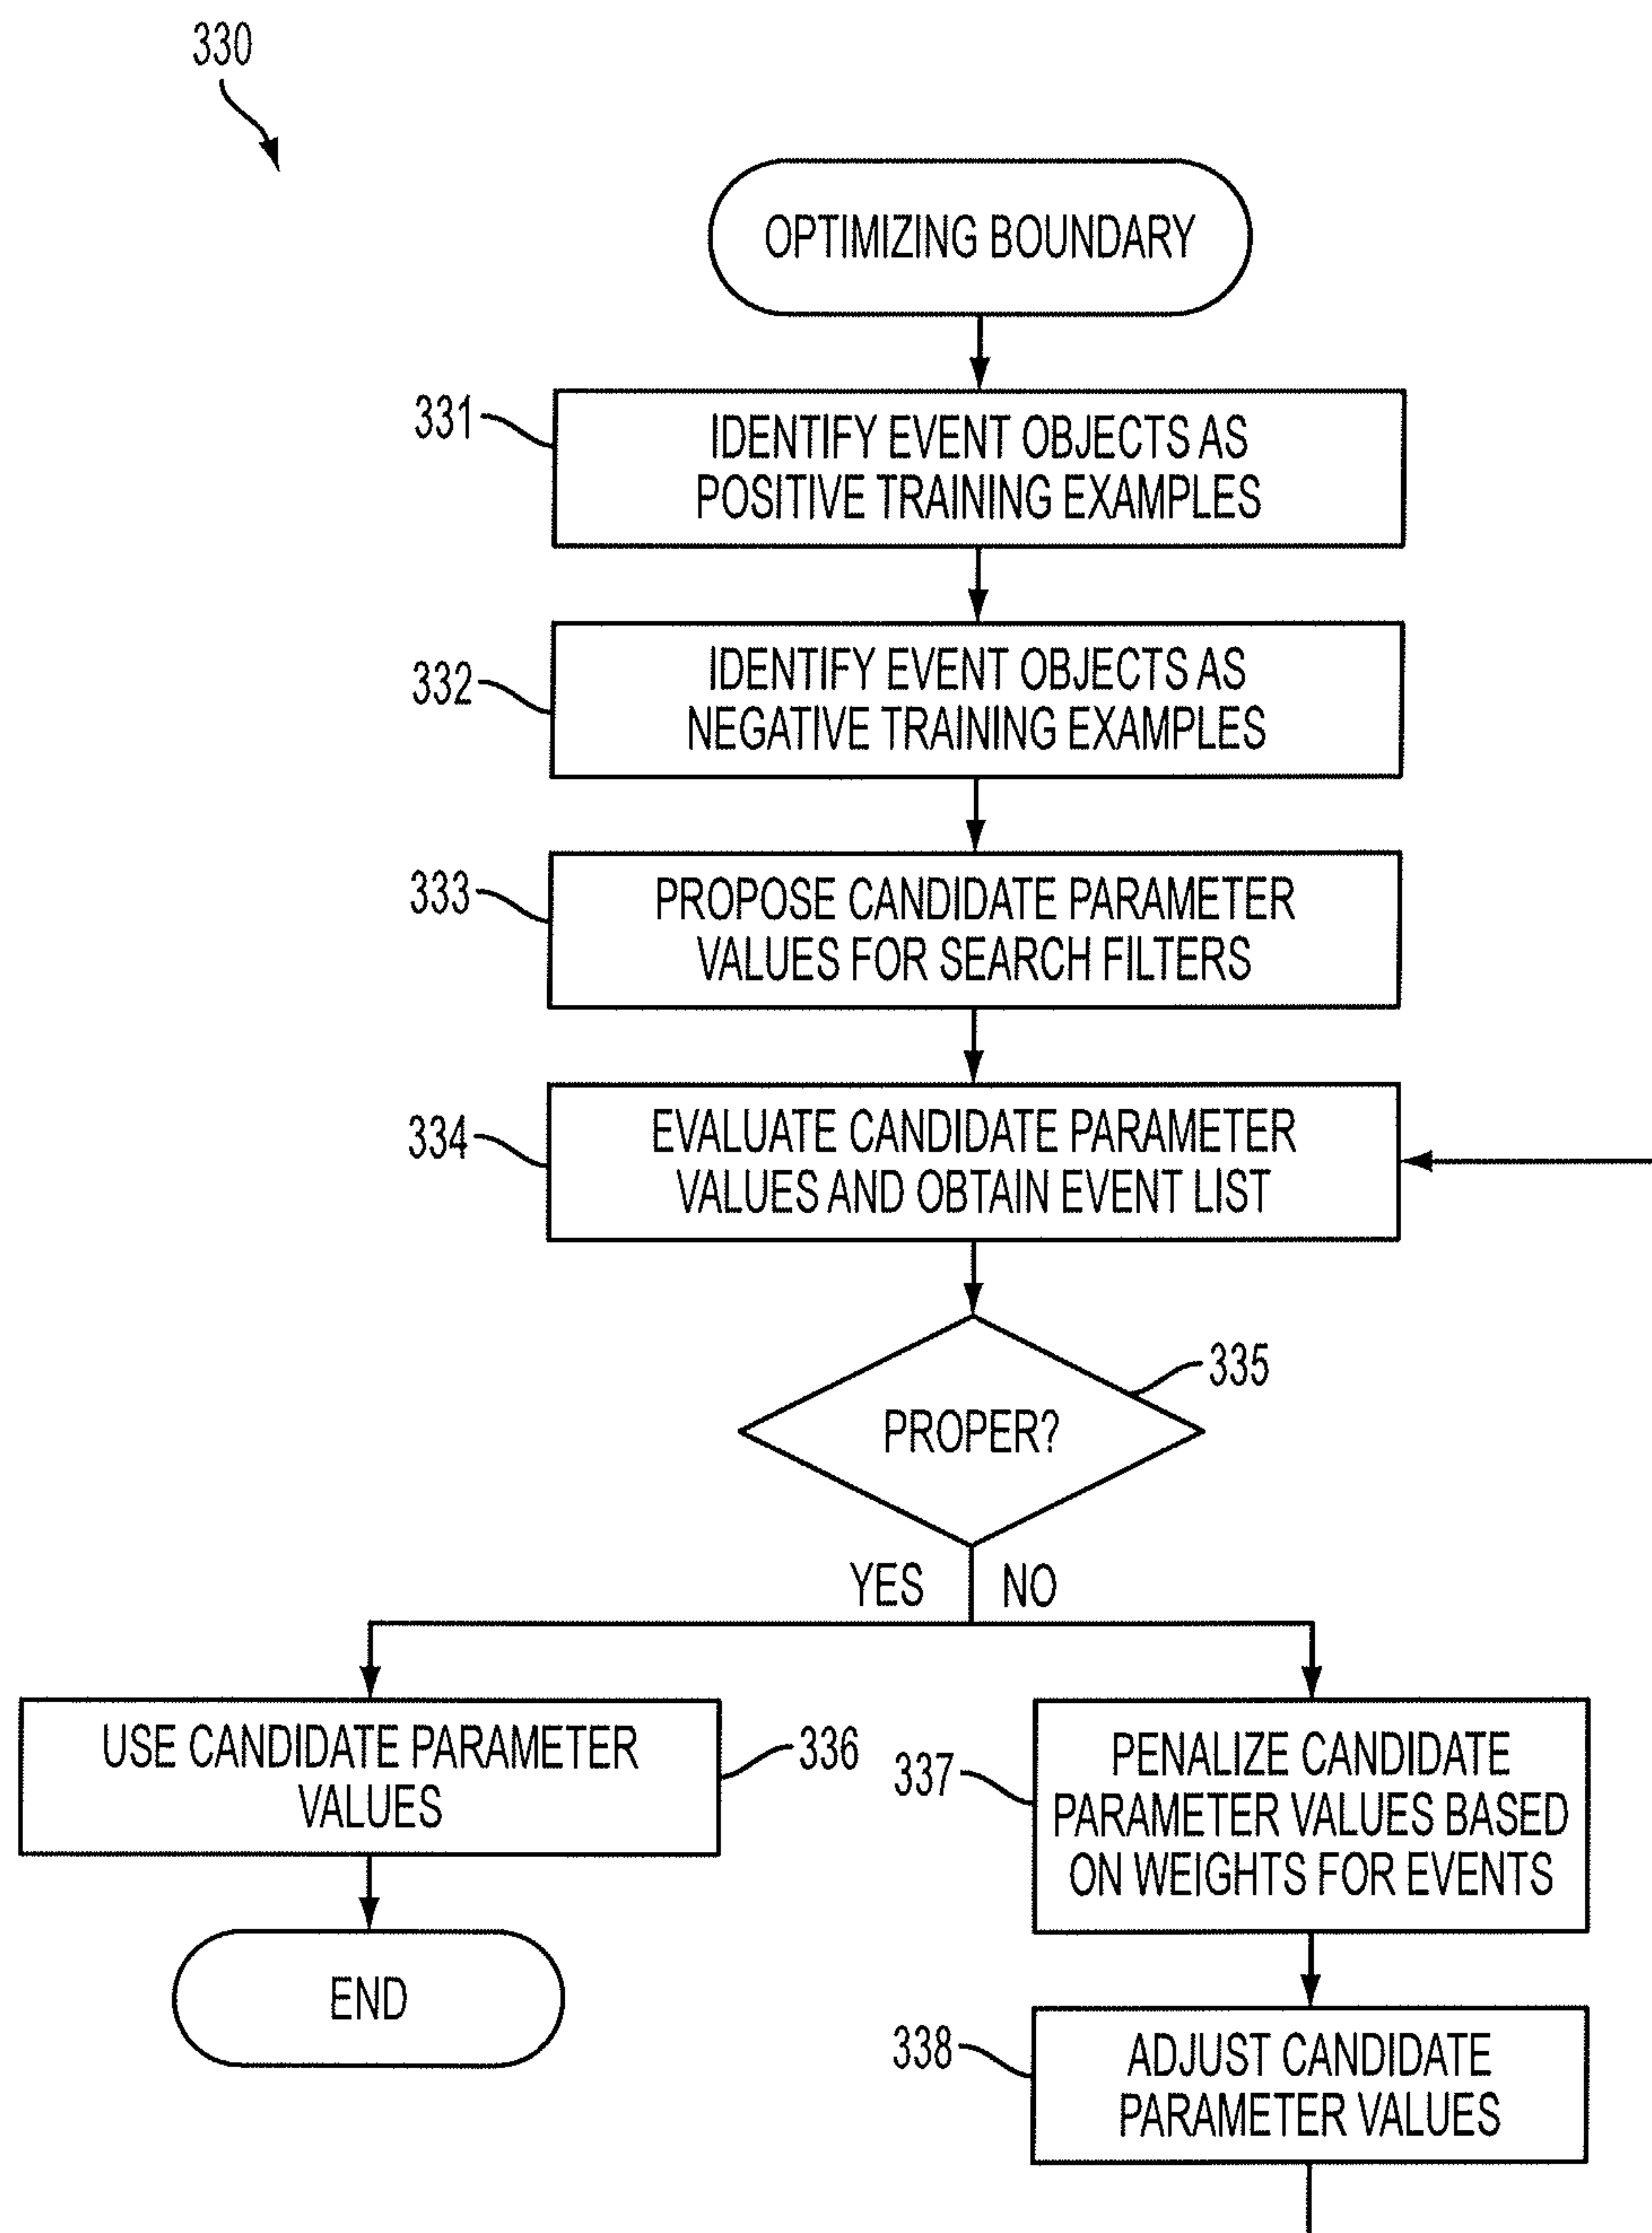 330
OPTIMIZING BOUNDARY
331
IDENTIFY EVENT OBJECTS AS
POSITIVE TRAINING EXAMPLES
332
IDENTIFY EVENT OBJECTS AS
NEGATIVE TRAINING EXAMPLES
333
PROPOSE CANDIDATE PARAMETER
VALUES FOR SEARCH FILTERS
334
EVALUATE CANDIDATE PARAMETER
VALUES AND OBTAIN EVENT LIST
335
PROPER?
YES
NO
USE CANDIDATE PARAMETER
VALUES
336
337
PENALIZE CANDIDATE
PARAMETER VALUES BASED
ON WEIGHTS FOR EVENTS
END
338
ADJUST CANDIDATE
PARAMETER VALUES